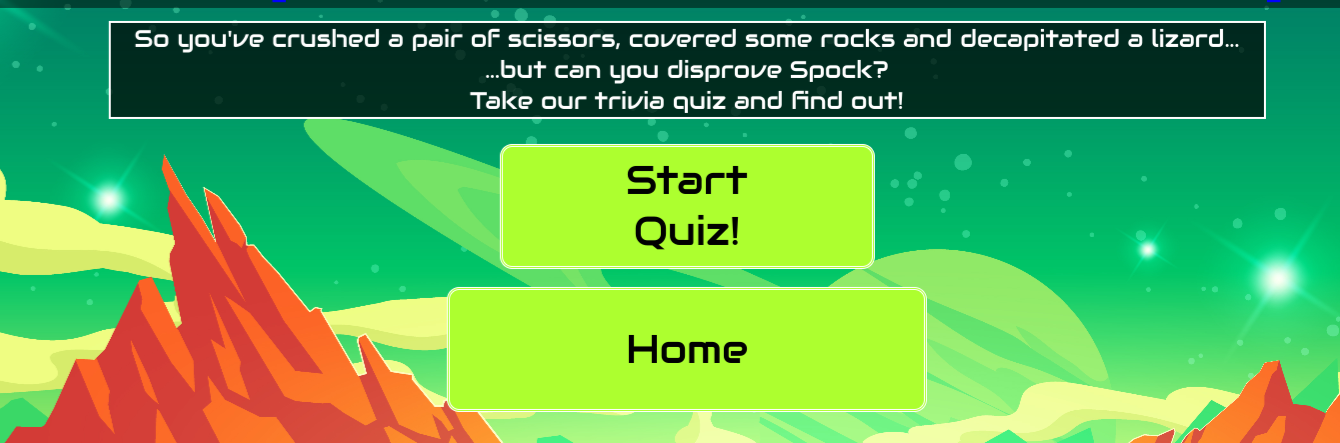 So you've crushed a pair of scissors, covered some rocks and decapitated a lizard...
...but can you disprove Spock?
Take our trivia quiz and find out!
Start
Quiz!
Home